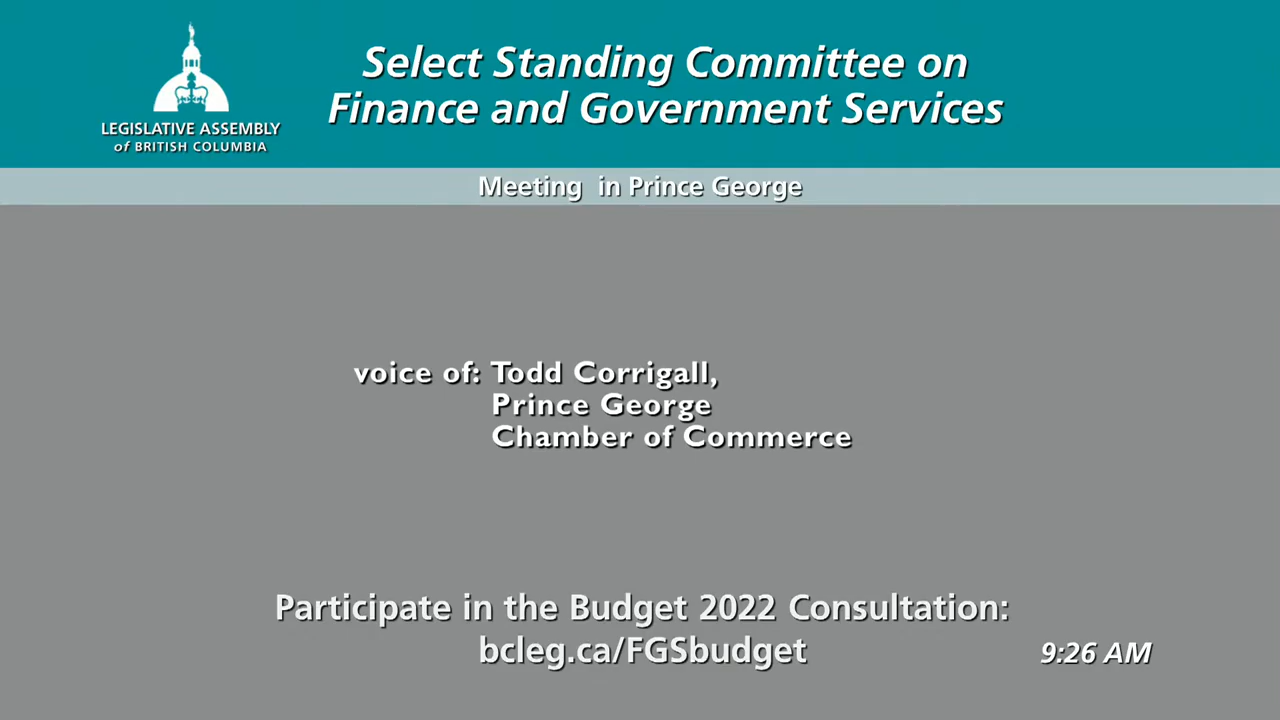 LEGISLATIVE ASSEMBLY
of BRITISH COLUMBIA
Select Standing Committee on
Finance and Government Services
Meeting in Prince George
voice of: Todd Corrigall,
Prince George
Chamber of Commerce
Participate in the Budget 2022 Consultation:
bcleg.ca/FGSbudget
9:26 AM